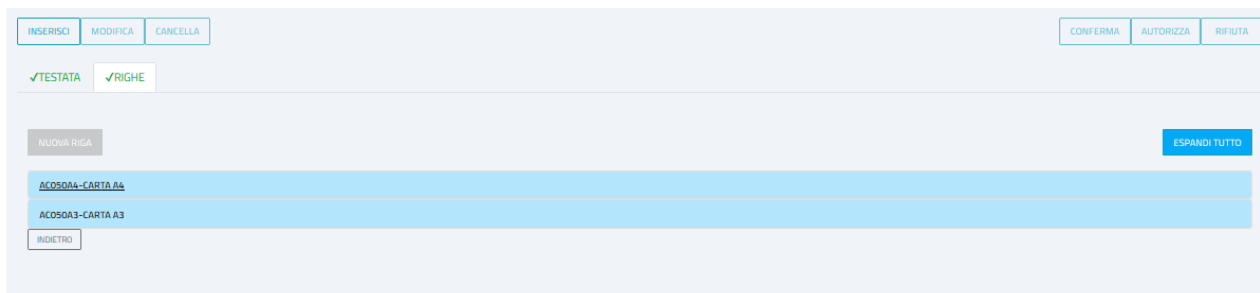 INSERISCI MODIFICA CANCELLA CONFERMA AUTORIZZA RIFIUTA
✓TESTATA ✓RIGHE
NUOVA RIGA ESPANDI TUTTO
AC050A4-CARTA A4
AC050A3-CARTA A3
INDIETRO